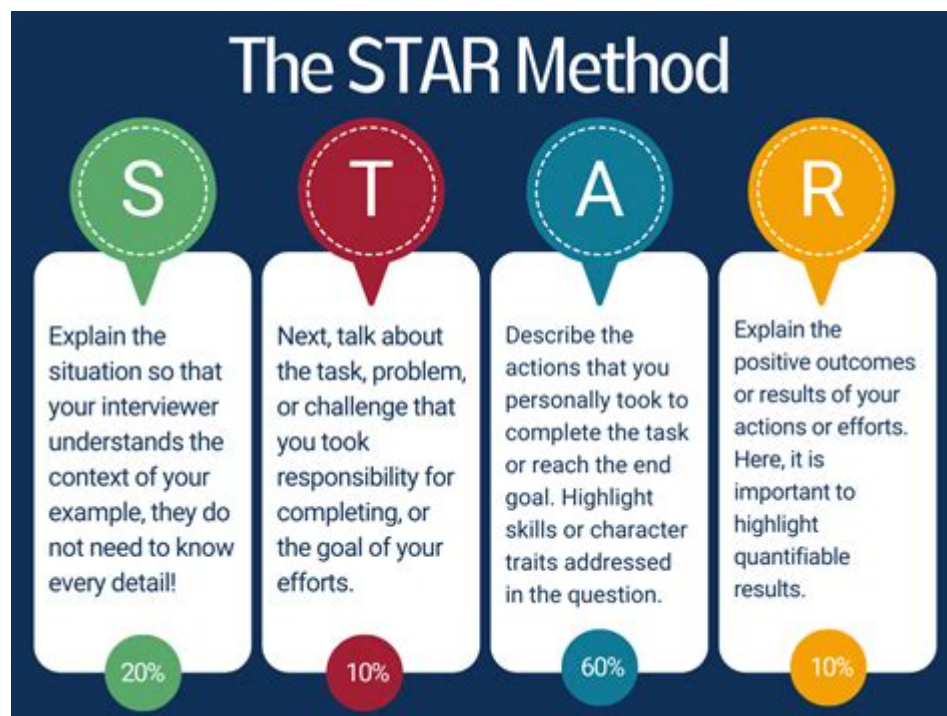 The STAR Method
S
Explain the
situation so that
your interviewer
understands the
context of your
example, they do
not need to know
every detail!
20%
T
Next, talk about
the task, problem,
or challenge that
you took
responsibility for
completing, or
the goal of your
efforts.
10%
A
Describe the
actions that you
personally took to
complete the task
or reach the end
goal. Highlight
skills or character
traits addressed
in the question.
60%
R
Explain the
positive outcomes
or results of your
actions or efforts.
Here, it is
important to
highlight
quantifiable
results.
10%